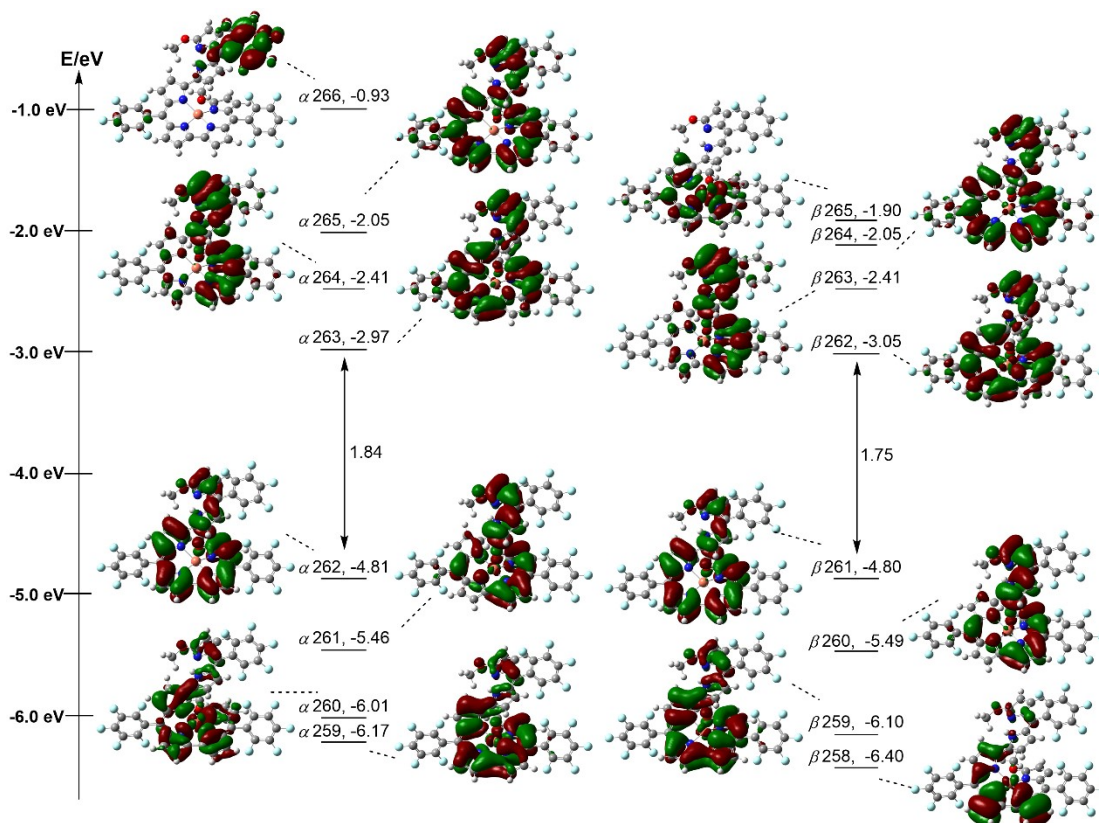 E/eV
-1.0 eV
-2.0 eV
-3.0 eV
-4.0 eV
-5.0 eV
-6.0 eV
α 266, -0.93
α 265, -2.05
α 264, -2.41
α 263, -2.97
1.84
α 262, -4.81
α 261, -5.46
α 260, -6.01
α 259, -6.17
β 265, -1.90
β 264, -2.05
β 263, -2.41
β 262, -3.05
1.75
β 261, -4.80
β 260, -5.49
β 259, -6.10
β 258, -6.40